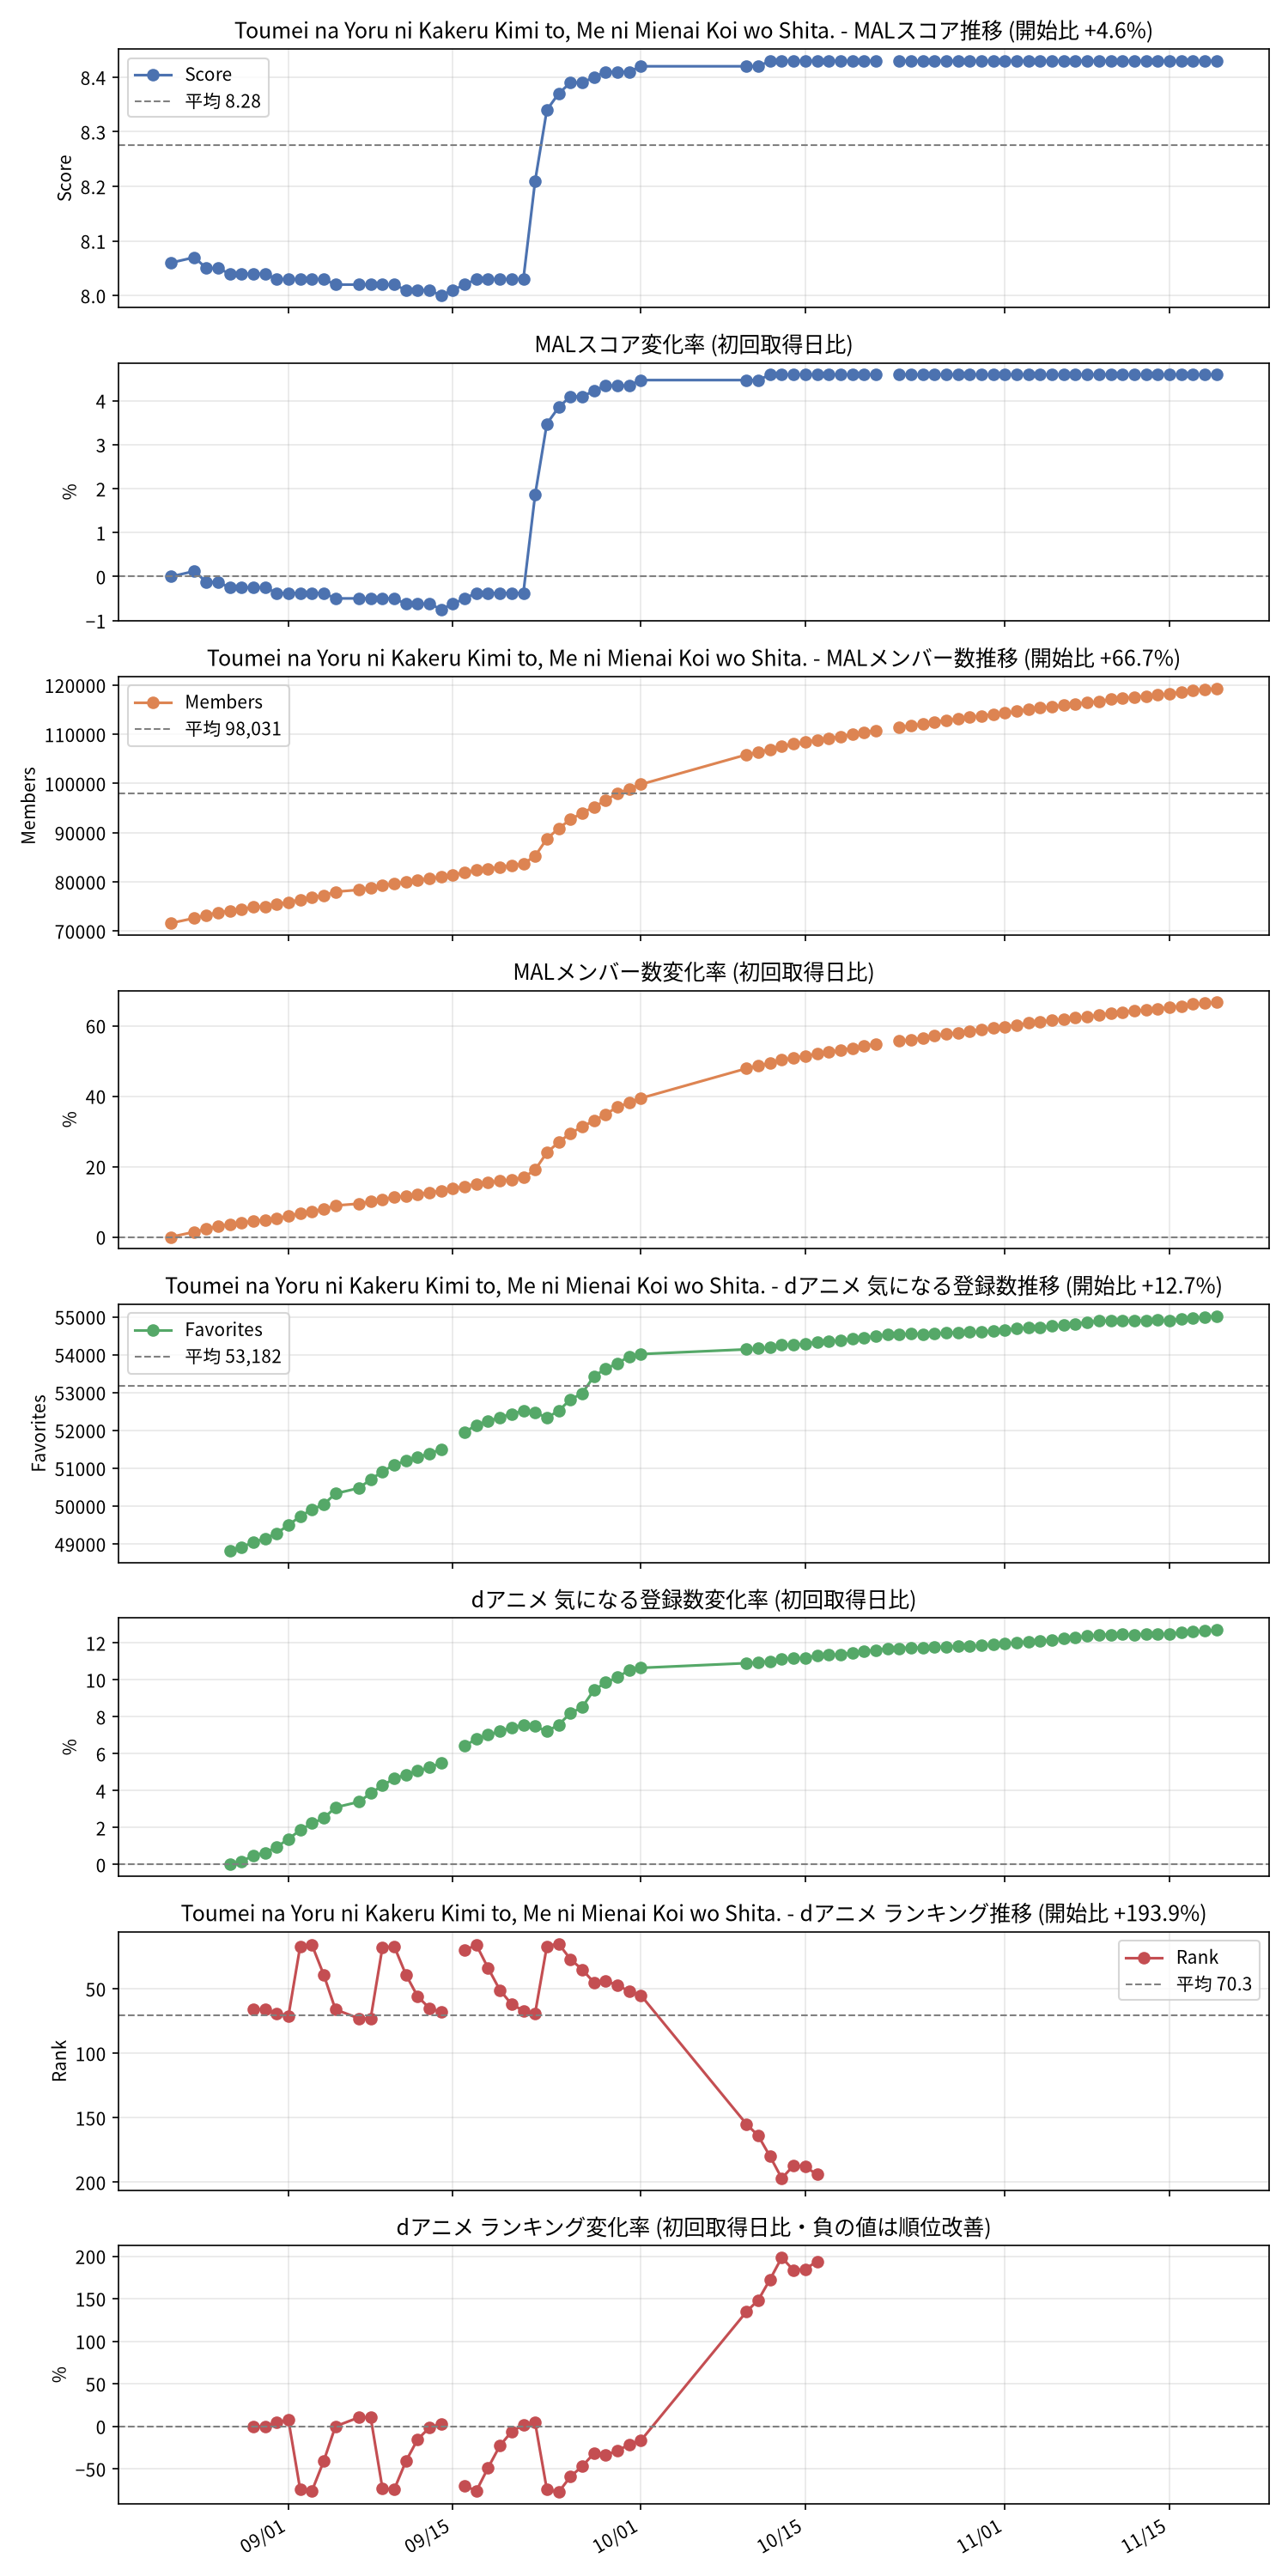 Toumei na Yoru ni Kakeru Kimi to, Me ni Mienai Koi wo Shita. - MALスコア推移 (開始比 +4.6%)
Score
平均 8.28
Score
8.4
8.3
8.2
8.1
8.0
MALスコア変化率 (初回取得日比)
%
4
3
2
1
0
−1
Toumei na Yoru ni Kakeru Kimi to, Me ni Mienai Koi wo Shita. - MALメンバー数推移 (開始比 +66.7%)
Members
平均 98,031
Members
120000
110000
100000
90000
80000
70000
MALメンバー数変化率 (初回取得日比)
%
60
40
20
0
Toumei na Yoru ni Kakeru Kimi to, Me ni Mienai Koi wo Shita. - dアニメ 気になる登録数推移 (開始比 +12.7%)
Favorites
平均 53,182
Favorites
55000
54000
53000
52000
51000
50000
49000
dアニメ 気になる登録数変化率 (初回取得日比)
%
12
10
8
6
4
2
0
Toumei na Yoru ni Kakeru Kimi to, Me ni Mienai Koi wo Shita. - dアニメ ランキング推移 (開始比 +193.9%)
Rank
平均 70.3
Rank
50
100
150
200
dアニメ ランキング変化率 (初回取得日比・負の値は順位改善)
%
200
150
100
50
0
−50
09/01
09/15
10/01
10/15
11/01
11/15